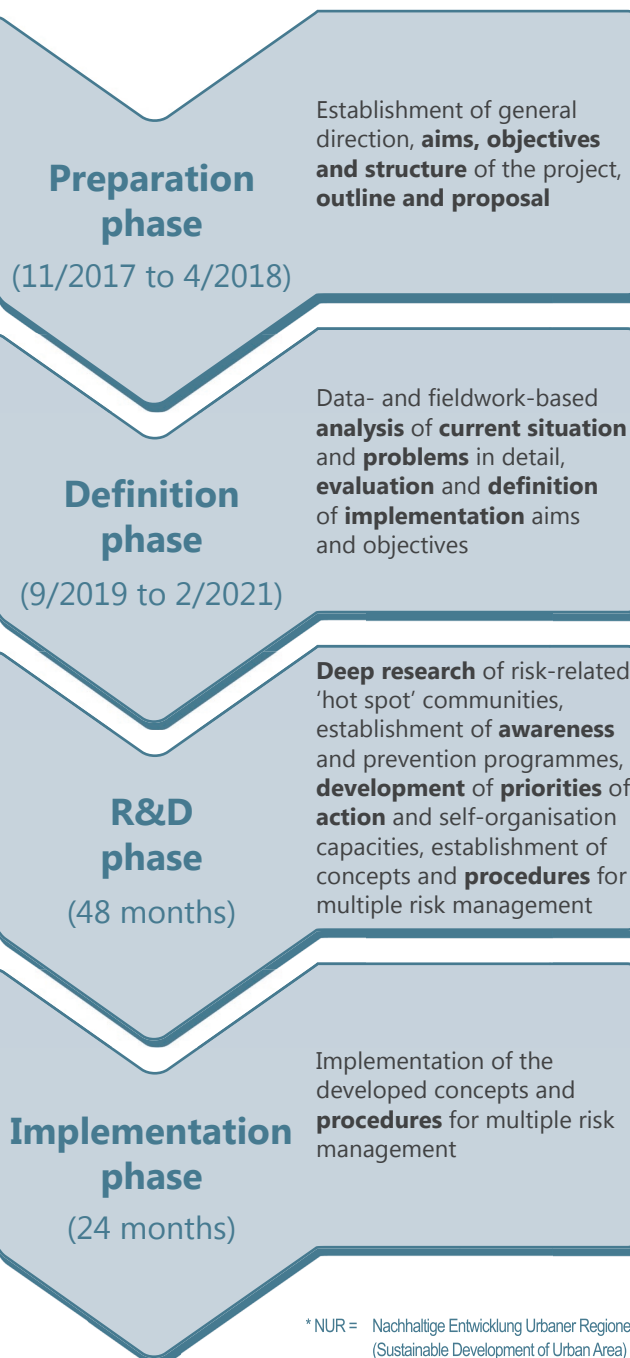 Preparation
phase
(11/2017 to 4/2018)
Establishment of general
direction, aims, objectives
and structure of the project,
outline and proposal
Definition
phase
(9/2019 to 2/2021)
Data- and fieldwork-based
analysis of current situation
and problems in detail,
evaluation and definition
of implementation aims
and objectives
R&D
phase
(48 months)
Deep research of risk-related
‘hot spot’ communities,
establishment of awareness
and prevention programmes,
development of priorities of
action and self-organisation
capacities, establishment of
concepts and procedures for
multiple risk management
Implementation
phase
(24 months)
Implementation of the
developed concepts and
procedures for multiple risk
management
* NUR = Nachhaltige Entwicklung Urbaner Regione
(Sustainable Development of Urban Area)